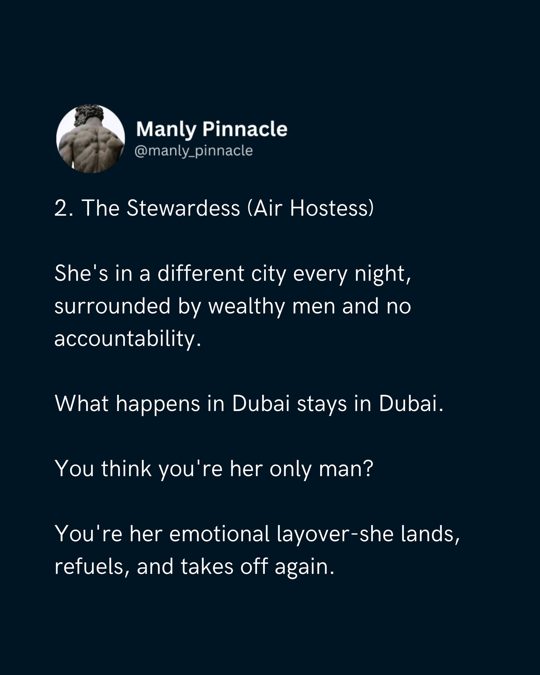 Manly Pinnacle
@manly_pinnacle
2. The Stewardess (Air Hostess)
She's in a different city every night,
surrounded by wealthy men and no
accountability.
What happens in Dubai stays in Dubai.
You think you're her only man?
You're her emotional layover-she lands,
refuels, and takes off again.